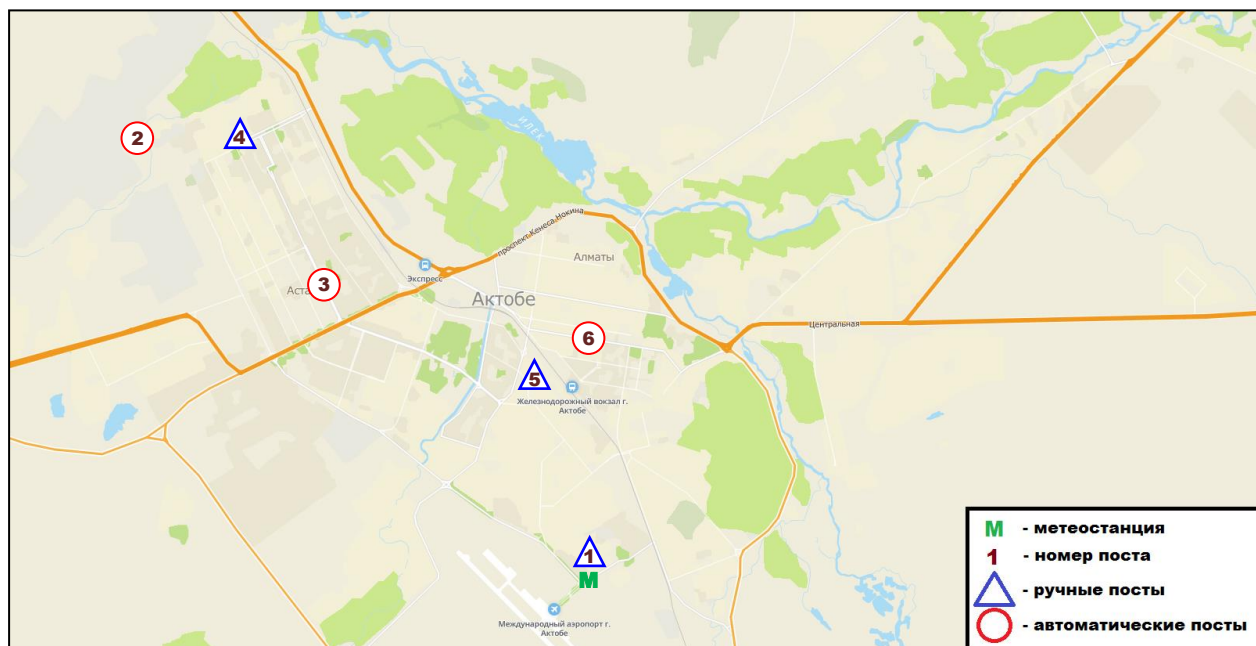 ИЛЕК
2
4
проспект Кенеса Нокина
Алматы
Экспресс
3
Аста
Актобе
Центральная
6
5
Железнодорожный вокзал г.
Актобе
1
М
Международный аэропорт г.
Актобе
М - метеостанция
1 - номер поста
- ручные посты
- автоматические посты